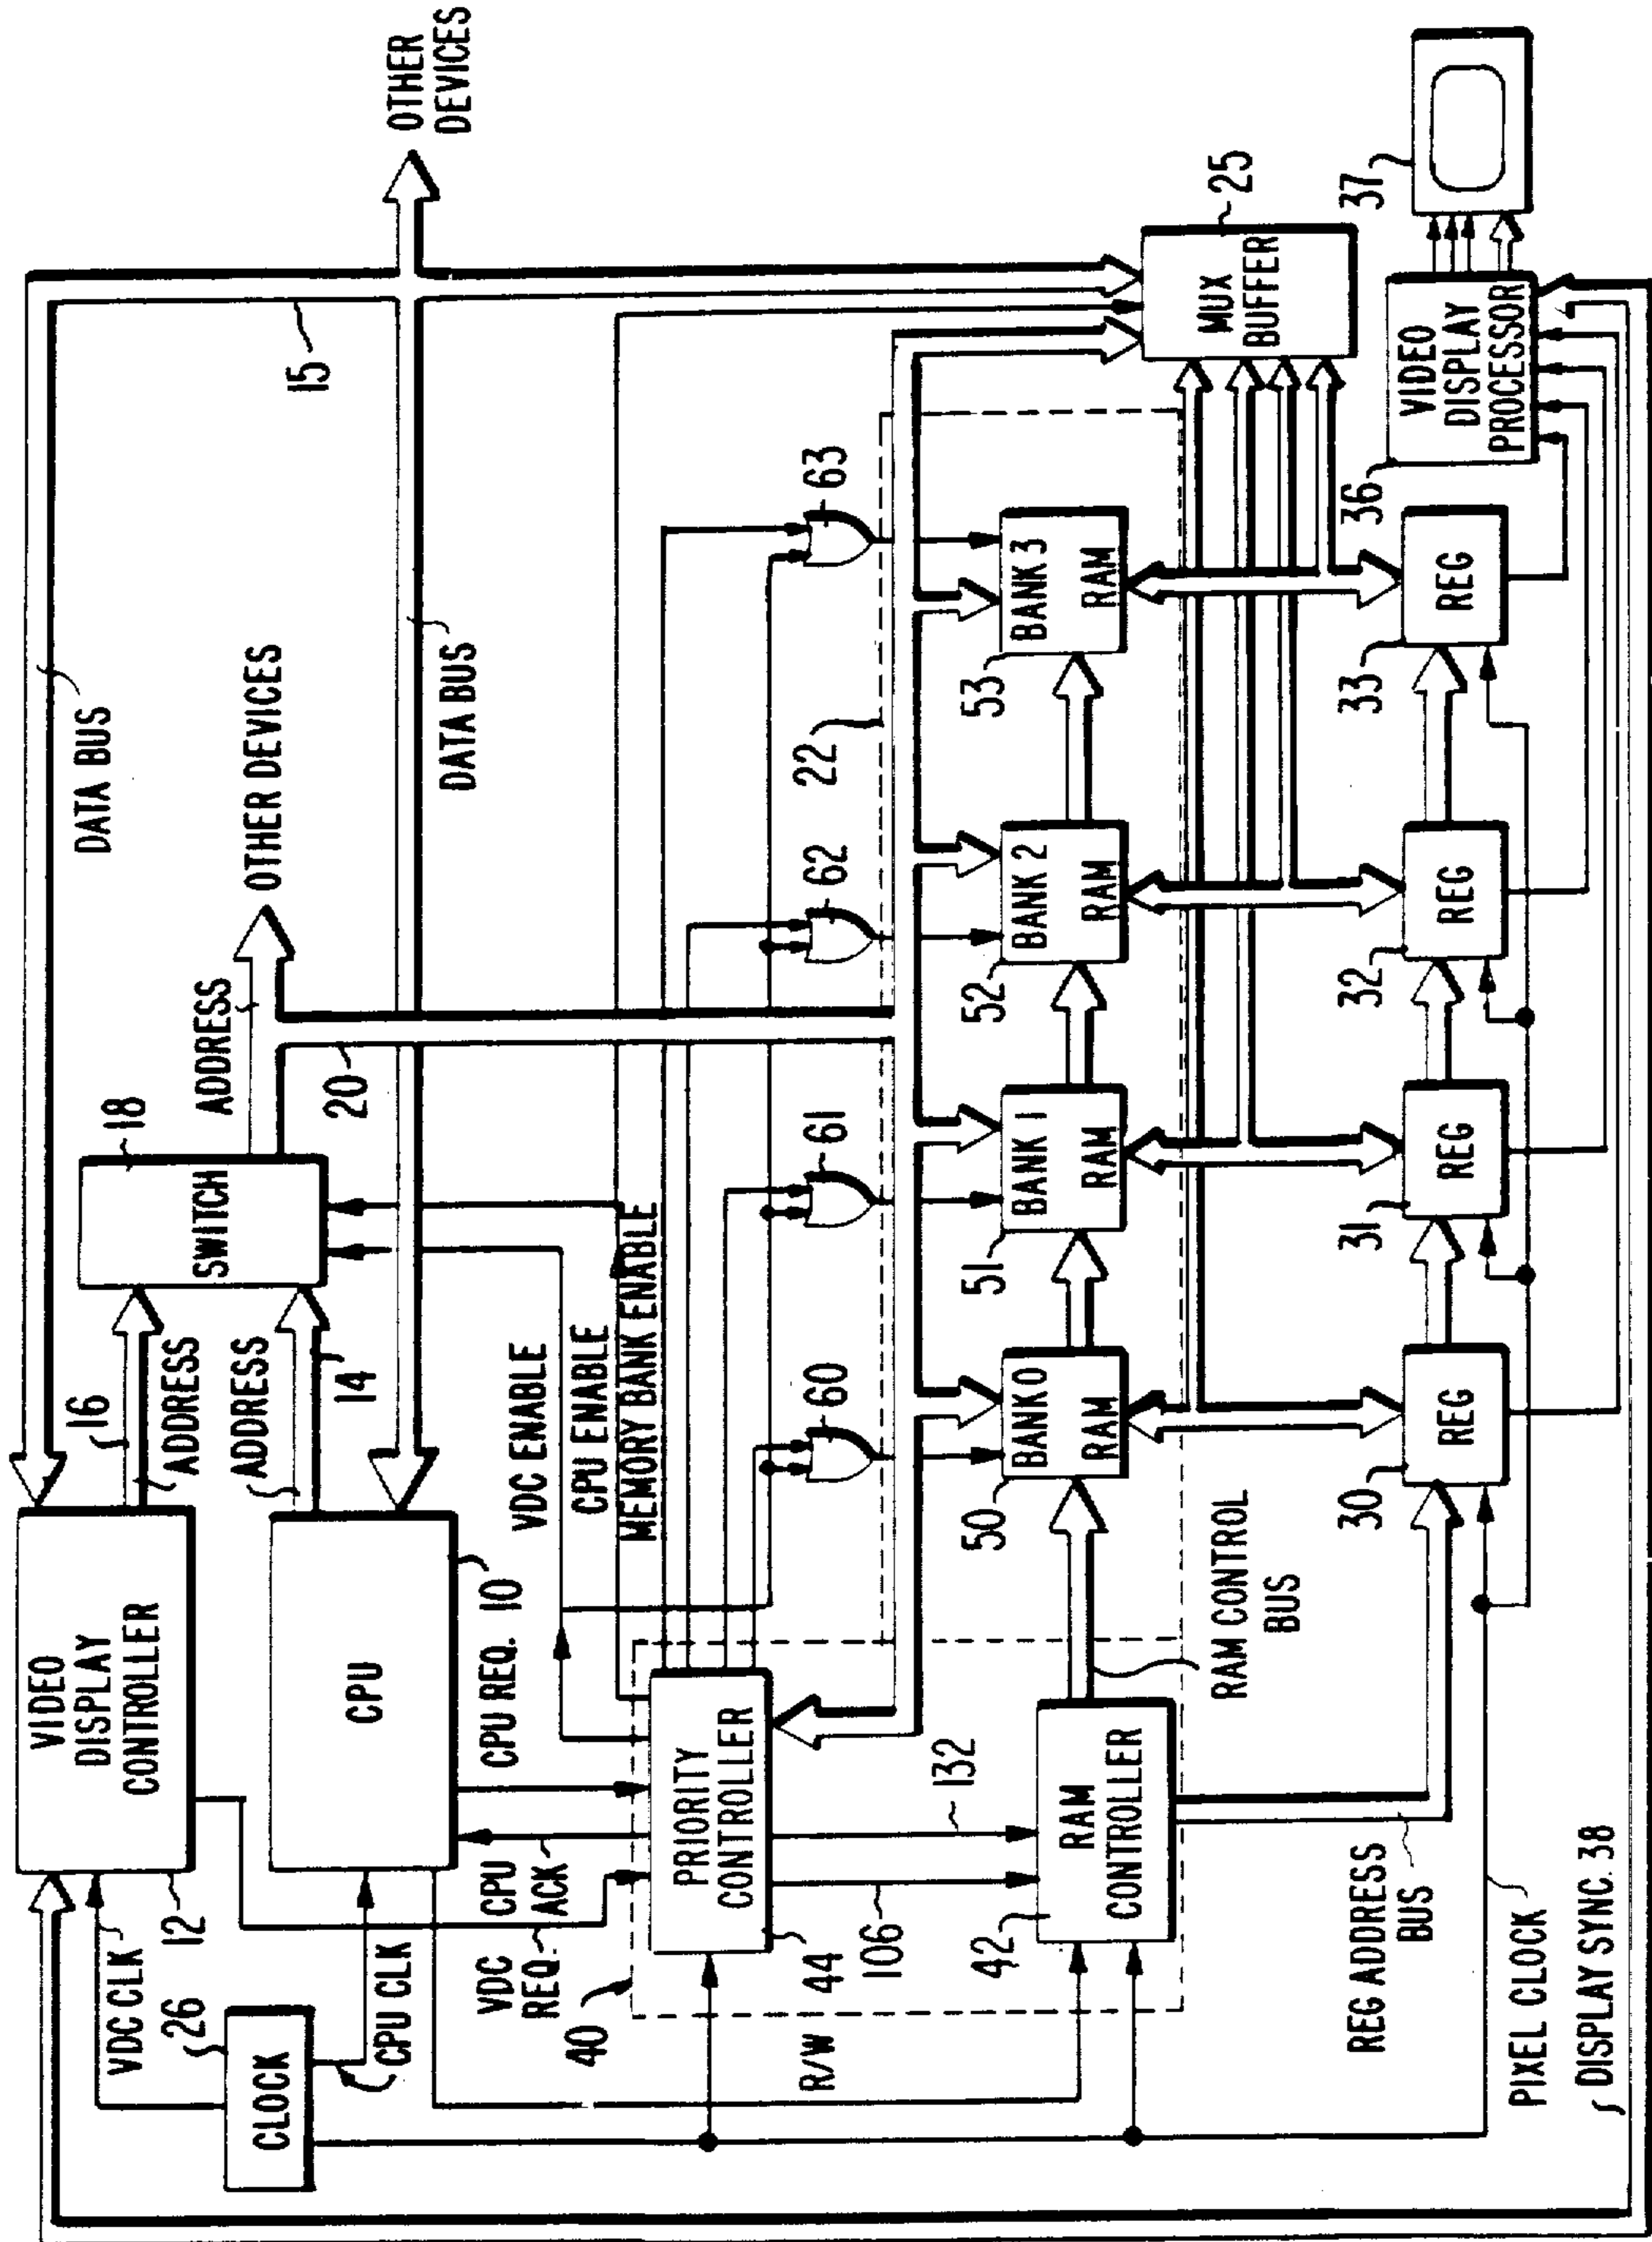 VIDEO
DISPLAY
CONTROLLER
12
VDC CLK
26
CLOCK
CPU CLK
CPU
10
DATA BUS
15
16
ADDRESS
ADDRESS
14
SWITCH
18
ADDRESS
20
OTHER DEVICES
DATA BUS
OTHER
DEVICES
VDC ENABLE
CPU ENABLE
MEMORY BANK ENABLE
CPU REQ.
CPU
ACK
VDC
REQ.
40
R/W
PRIORITY
CONTROLLER
44
106
132
42
RAM
CONTROLLER
60
61
62
63
22
50
BANK 0
RAM
51
BANK 1
RAM
52
BANK 2
RAM
53
BANK 3
RAM
MUX
BUFFER
25
RAM CONTROL
BUS
30
REG
31
REG
32
REG
33
REG
36
VIDEO
DISPLAY
PROCESSOR
37
REG ADDRESS
BUS
PIXEL CLOCK
DISPLAY SYNC. 38